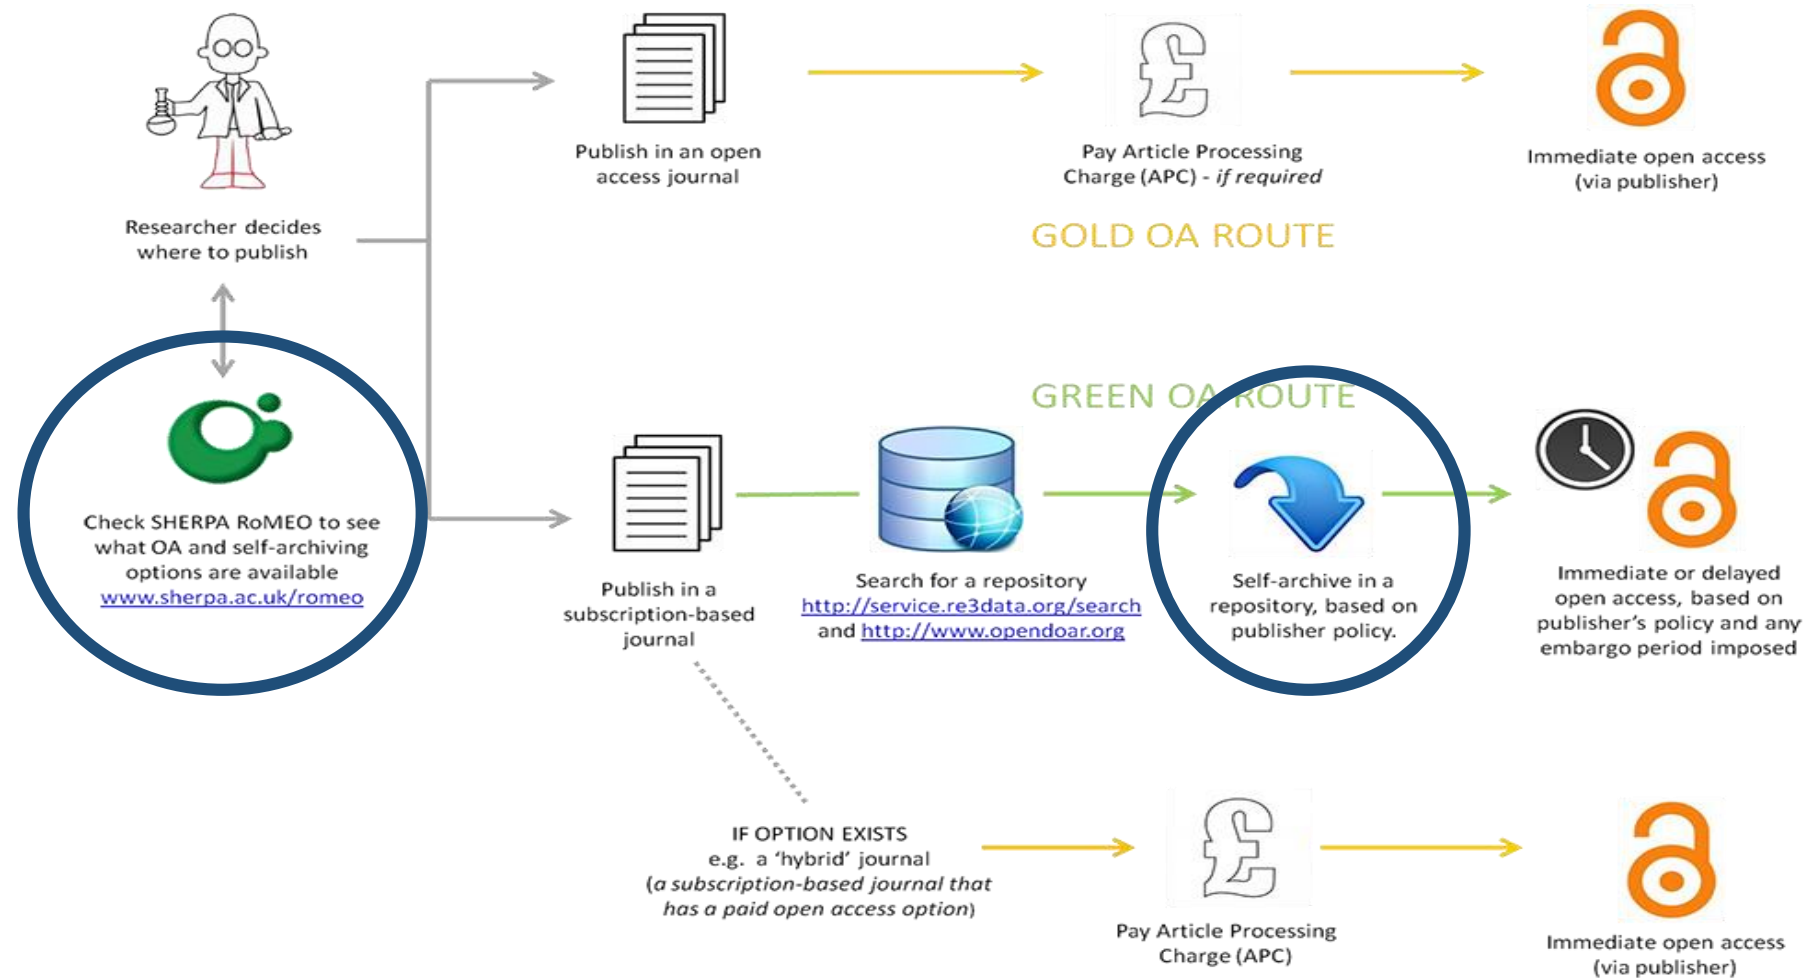 Researcher decides
where to publish
Check SHERPA RoMEO to see
what OA and self-archiving
options are available
www.sherpa.ac.uk/romeo
Publish in an open
access journal
Pay Article Processing
Charge (APC) - if required
Immediate open access
(via publisher)
GOLD OA ROUTE
GREEN OA ROUTE
Publish in a
subscription-based
journal
Search for a repository
http://service.re3data.org/search
and http://www.opendoar.org
Self-archive in a
repository, based on
publisher policy.
Immediate or delayed
open access, based on
publisher's policy and any
embargo period imposed
IF OPTION EXISTS
e.g. a 'hybrid' journal
(a subscription-based journal that
has a paid open access option)
Pay Article Processing
Charge (APC)
Immediate open access
(via publisher)